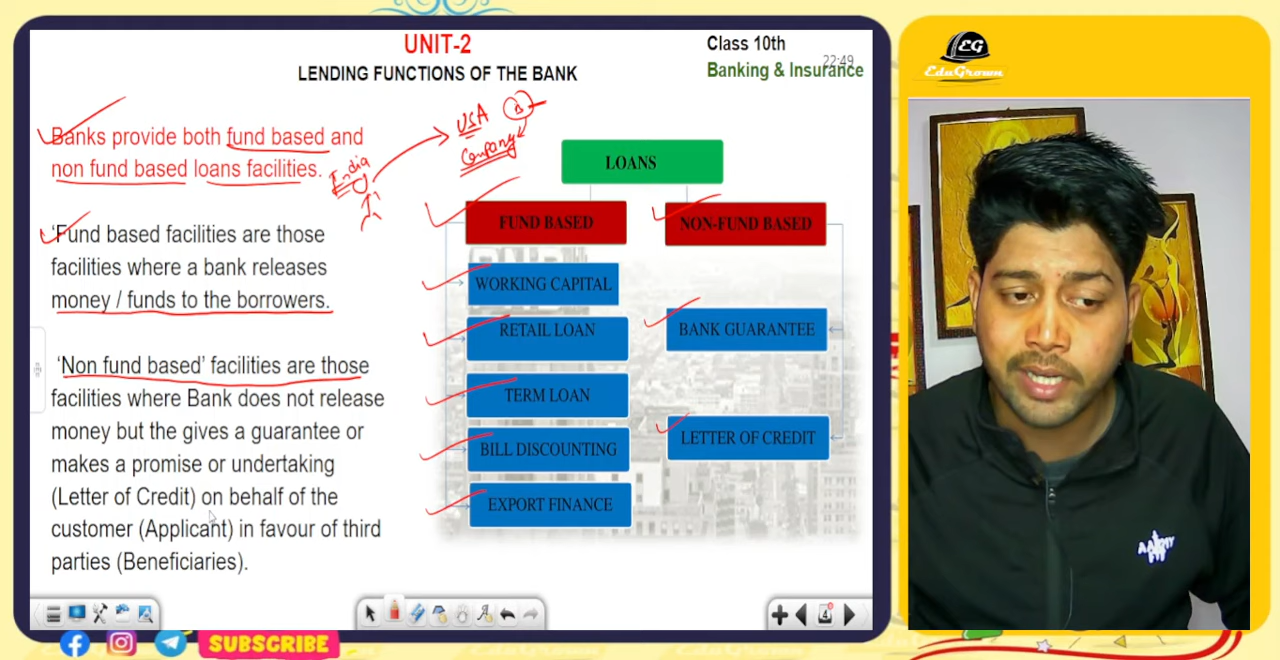 UNIT-2
LENDING FUNCTIONS OF THE BANK
Class 10th
22:49
Banking & Insurance
EG
EduGrown
Banks provide both fund based and
non fund based loans facilities.
India
USA
Company
'Fund based facilities are those
facilities where a bank releases
money / funds to the borrowers.
'Non fund based' facilities are those
facilities where Bank does not release
money but the gives a guarantee or
makes a promise or undertaking
(Letter of Credit) on behalf of the
customer (Applicant) in favour of third
parties (Beneficiaries).
LOANS
FUND BASED
NON-FUND BASED
WORKING CAPITAL
RETAIL LOAN
BANK GUARANTEE
TERM LOAN
LETTER OF CREDIT
BILL DISCOUNTING
EXPORT FINANCE
4
SUBSCRIBE